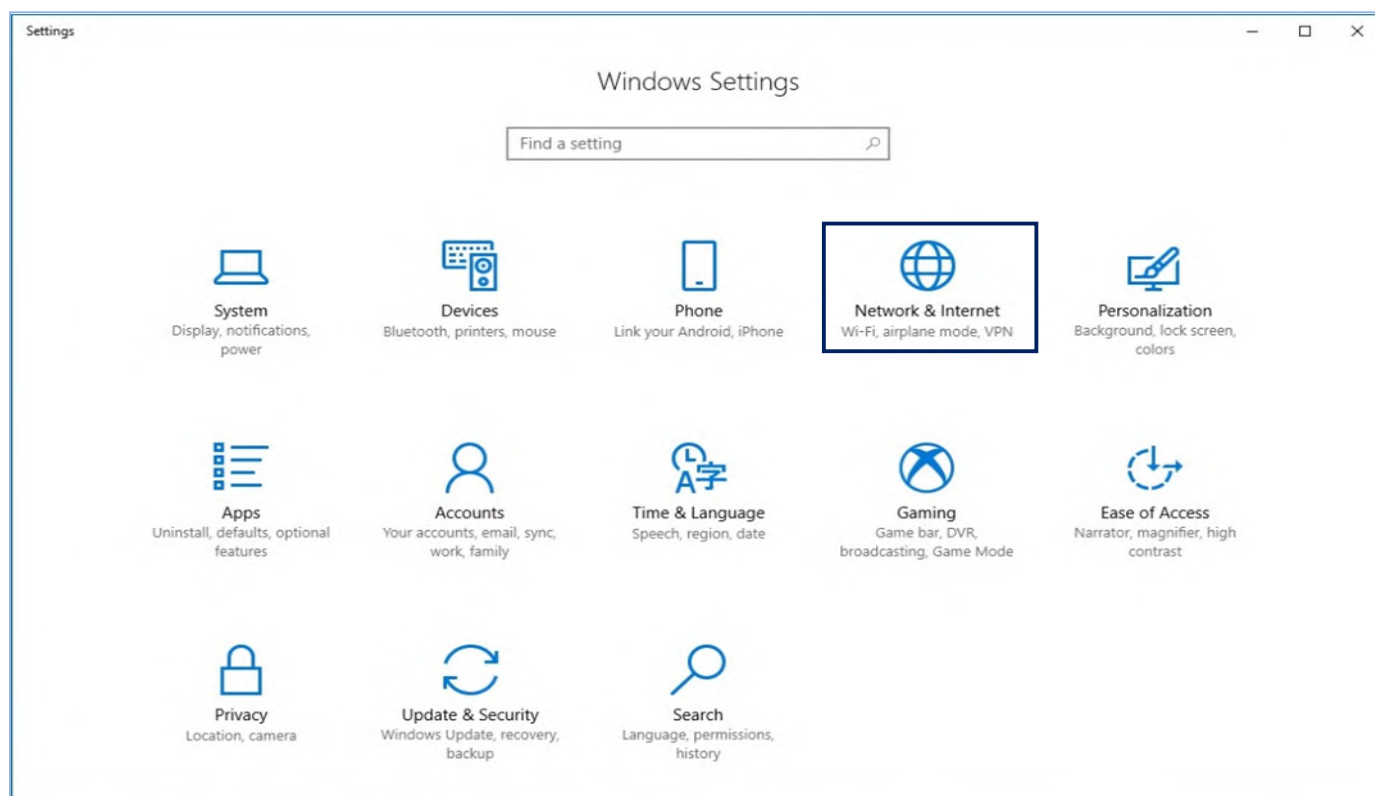 Settings
Windows Settings
Find a setting
System
Display, notifications,
power
Devices
Bluetooth, printers, mouse
Phone
Link your Android, iPhone
Network & Internet
Wi-Fi, airplane mode, VPN
Personalization
Background, lock screen,
colors
Apps
Uninstall, defaults, optional
features
Accounts
Your accounts, email, sync,
work, family
Time & Language
Speech, region, date
Gaming
Game bar, DVR,
broadcasting, Game Mode
Ease of Access
Narrator, magnifier, high
contrast
Privacy
Location, camera
Update & Security
Windows Update, recovery,
backup
Search
Language, permissions,
history